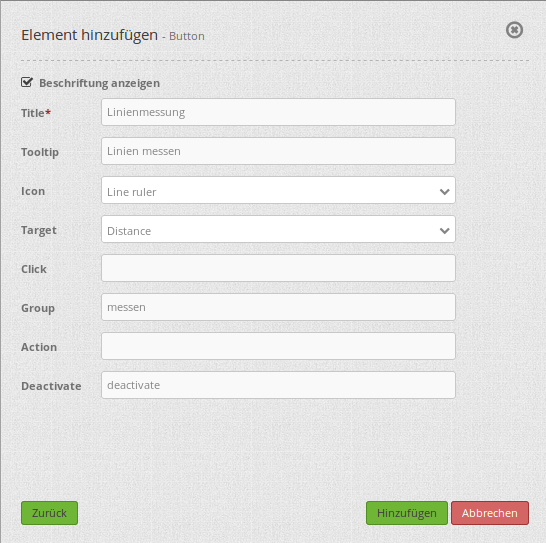 Element hinzufügen - Button
Beschriftung anzeigen
Title* Linienmessung
Tooltip Linien messen
Icon Line ruler
Target Distance
Click
Group messen
Action
Deactivate deactivate
Zurück Hinzufügen Abbrechen